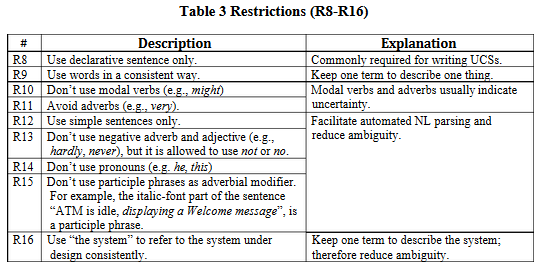 Table 3 Restrictions (R8-R16)
# Description Explanation
R8 Use declarative sentence only. Commonly required for writing UCSs.
R9 Use words in a consistent way. Keep one term to describe one thing.
R10 Don't use modal verbs (e.g., might) Modal verbs and adverbs usually indicate
R11 Avoid adverbs (e.g., very). uncertainty.
R12 Use simple sentences only. Facilitate automated NL parsing and
R13 Don't use negative adverb and adjective (e.g., reduce ambiguity.
hardly, never), but it is allowed to use not or no.
R14 Don't use pronouns (e.g. he, this)
R15 Don't use participle phrases as adverbial modifier.
For example, the italic-font part of the sentence
“ATM is idle, displaying a Welcome message”, is
a participle phrase.
R16 Use “the system” to refer to the system under Keep one term to describe the system;
design consistently. therefore reduce ambiguity.